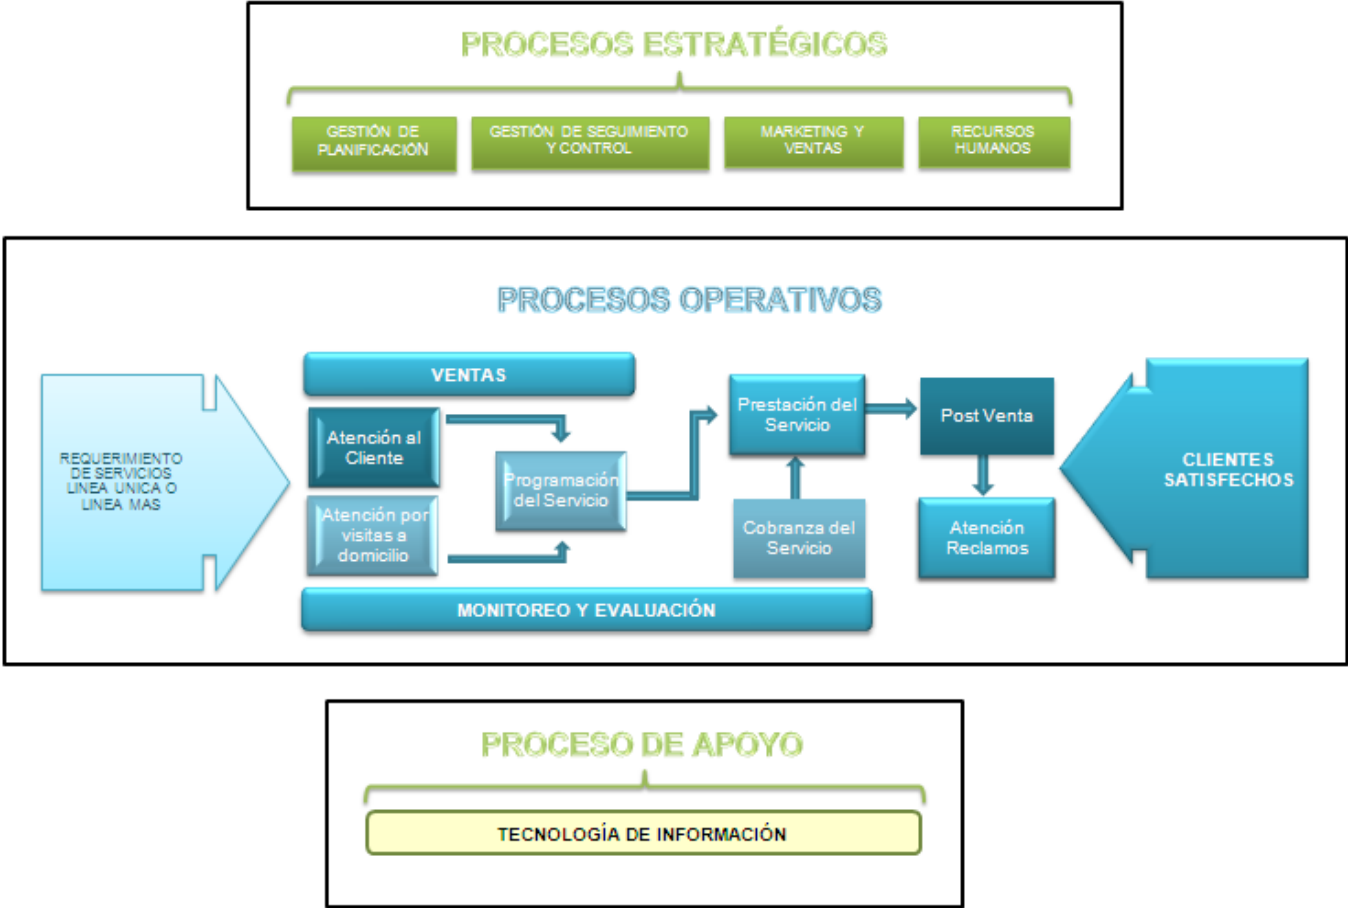 PROCESOS ESTRATÉGICOS
GESTIÓN DE
PLANIFICACIÓN
GESTIÓN DE SEGUIMIENTO
Y CONTROL
MARKETING Y
VENTAS
RECURSOS
HUMANOS
PROCESOS OPERATIVOS
REQUERIMIENTO
DE SERVICIOS
LINEA UNICA O
LINEA MAS
VENTAS
Atención al
Cliente
Atención por
visitas a
domicilio
Programación
del Servicio
Prestación del
Servicio
Cobranza del
Servicio
Post Venta
Atención
Reclamos
CLIENTES
SATISFECHOS
MONITOREO Y EVALUACIÓN
PROCESO DE APOYO
TECNOLOGÍA DE INFORMACIÓN